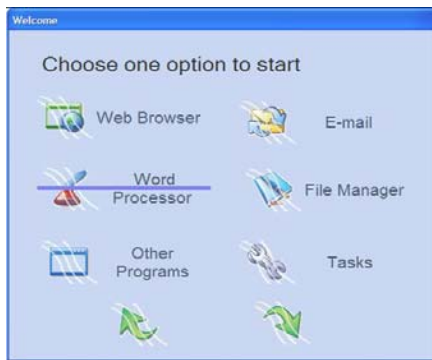 Welcome
Choose one option to start
Web Browser
E-mail
Word
Processor
File Manager
Other
Programs
Tasks